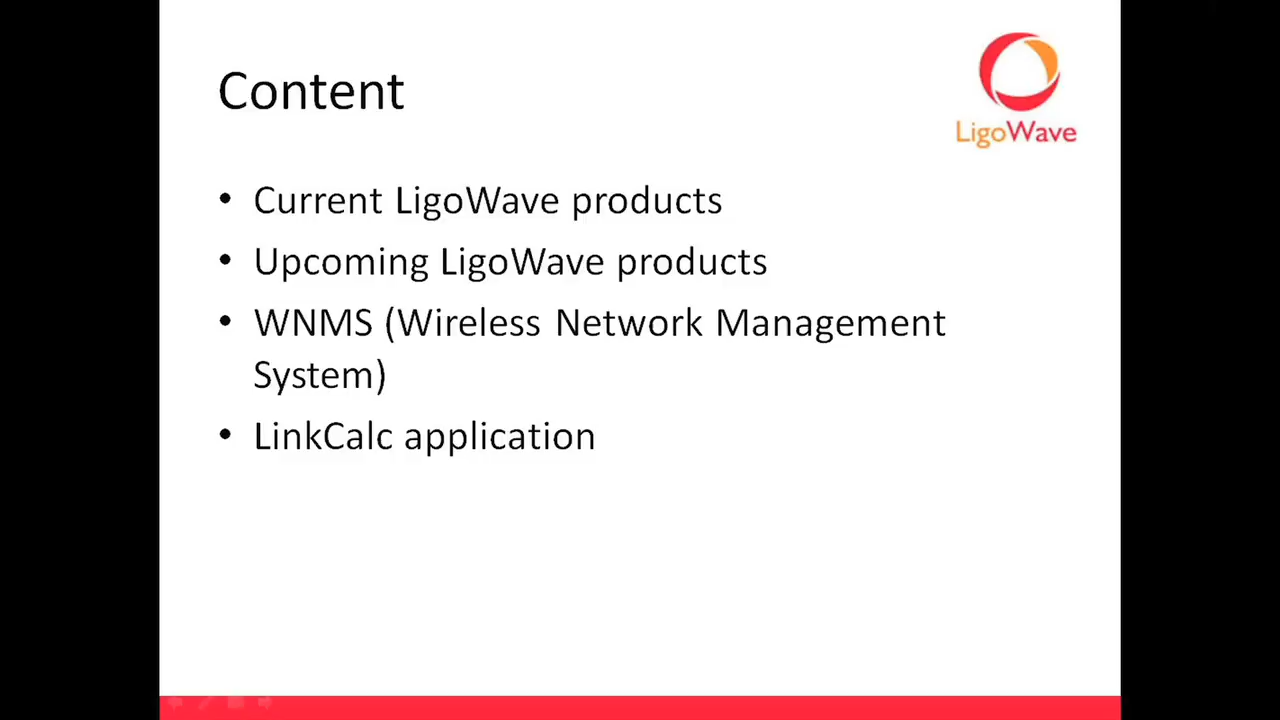 Content
LigoWave
• Current LigoWave products
• Upcoming LigoWave products
• WNMS (Wireless Network Management
System)
• LinkCalc application